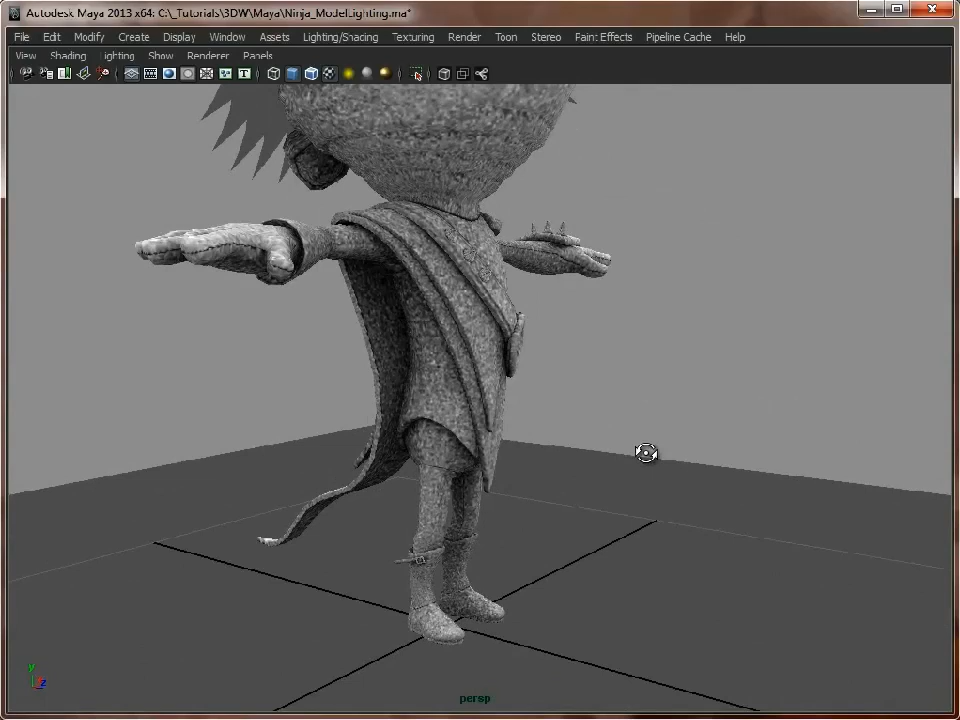 Autodesk Maya 2013 x64: C:\_Tutorials\3DW\Maya\Ninja_ModelLighting.ma*
File Edit Modify Create Display Window Assets Lighting/Shading Texturing Render Toon Stereo Paint Effects Pipeline Cache Help
View Shading Lighting Show Renderer Panels
y
z
persp